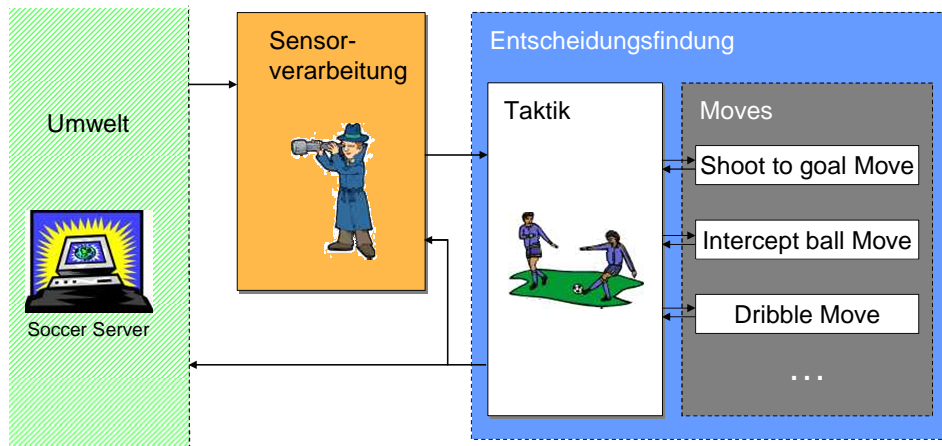 Umwelt
Soccer Server
Sensor-
verarbeitung
Entscheidungsfindung
Taktik
Moves
Shoot to goal Move
Intercept ball Move
Dribble Move
...